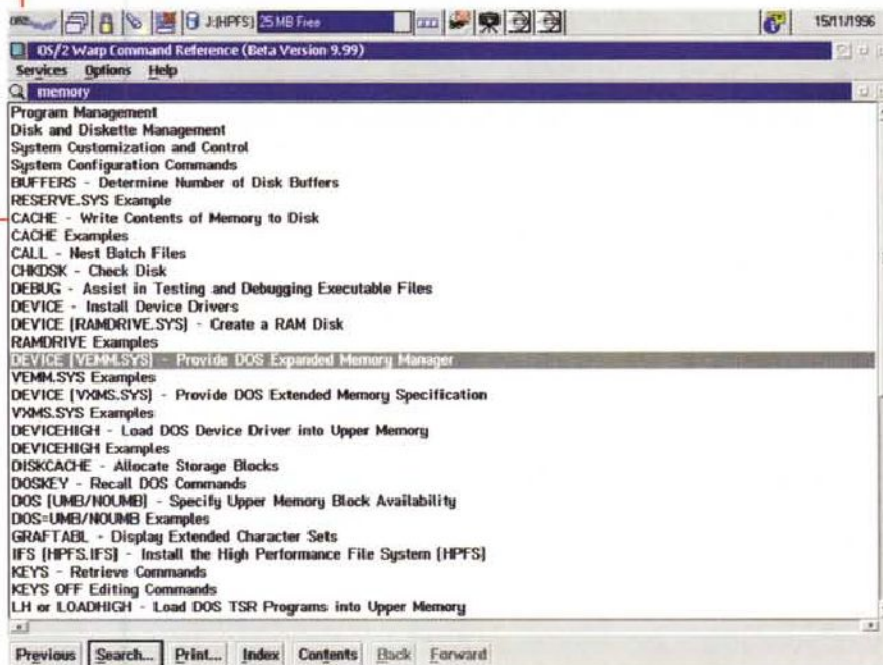 J:(HPFS) 25 MB Free
15/11/1996
OS/2 Warp Command Reference (Beta Version 9.99)
Services Options Help
memory
Program Management
Disk and Diskette Management
System Customization and Control
System Configuration Commands
BUFFERS - Determine Number of Disk Buffers
RESERVE.SYS Example
CACHE - Write Contents of Memory to Disk
CACHE Examples
CALL - Nest Batch Files
CHKDSK - Check Disk
DEBUG - Assist in Testing and Debugging Executable Files
DEVICE - Install Device Drivers
DEVICE (RAMDRIVE.SYS) - Create a RAM Disk
RAMDRIVE Examples
DEVICE (VEMM.SYS) - Provide DOS Expanded Memory Manager
VEMM.SYS Examples
DEVICE (VXMS.SYS) - Provide DOS Extended Memory Specification
VXMS.SYS Examples
DEVICEHIGH - Load DOS Device Driver into Upper Memory
DEVICEHIGH Examples
DISKCACHE - Allocate Storage Blocks
DOSKEY - Recall DOS Commands
DOS (UMB/NOUMB) - Specify Upper Memory Block Availability
DOS=UMB/NOUMB Examples
GRAFTABL - Display Extended Character Sets
IFS (HPFS.IFS) - Install the High Performance File System (HPFS)
KEYS - Retrieve Commands
KEYS OFF Editing Commands
LH or LOADHIGH - Load DOS TSR Programs into Upper Memory
Previous Search... Print... Index Contents Back Forward